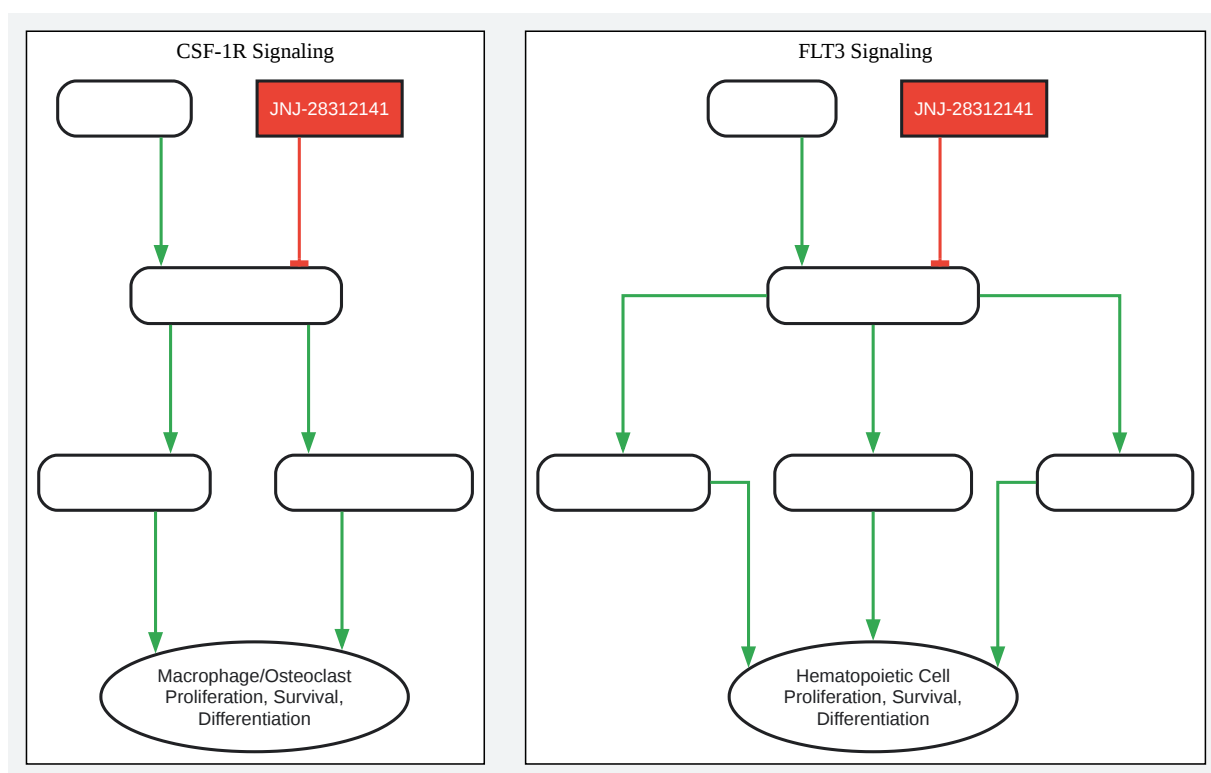 CSF-1R Signaling
JNJ-28312141
Macrophage/Osteoclast
Proliferation, Survival,
Differentiation
FLT3 Signaling
JNJ-28312141
Hematopoietic Cell
Proliferation, Survival,
Differentiation